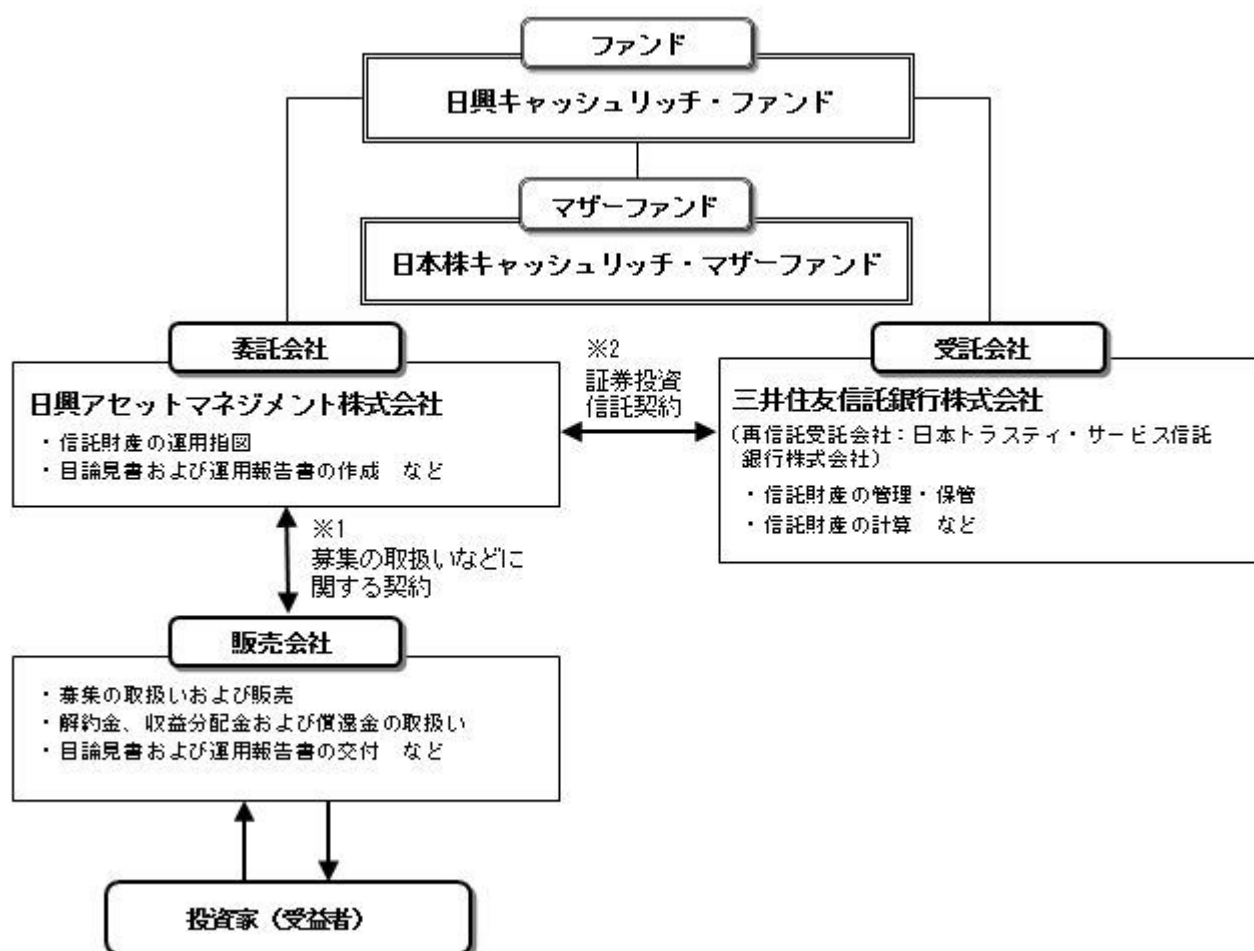 ファンド
日興キャッシュリッチ・ファンド
マザーファンド
日本株キャッシュリッチ・マザーファンド
委託会社
日興アセットマネジメント株式会社
・信託財産の運用指図
・目論見書および運用報告書の作成　など
※2
証券投資
信託契約
受託会社
三井住友信託銀行株式会社
(再信託受託会社：日本トラスティ・サービス信託
銀行株式会社)
・信託財産の管理・保管
・信託財産の計算　など
※1
募集の取扱いなどに
関する契約
販売会社
・募集の取扱いおよび販売
・解約金、収益分配金および償還金の取扱い
・目論見書および運用報告書の交付　など
投資家（受益者）